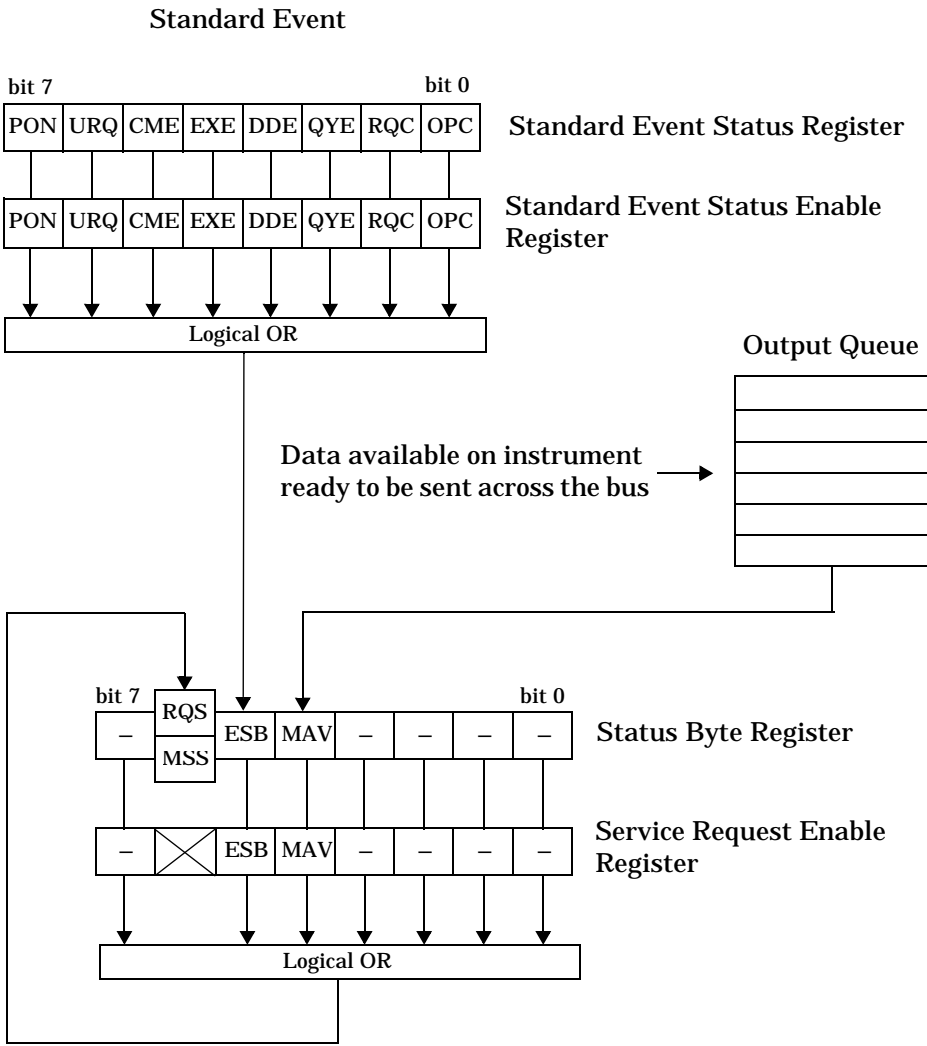 Standard Event
bit 7 bit 0
PON URQ CME EXE DDE QYE RQC OPC Standard Event Status Register
PON URQ CME EXE DDE QYE RQC OPC Standard Event Status Enable
Register
Logical OR
Output Queue
Data available on instrument
ready to be sent across the bus
bit 7 bit 0
RQS
– ESB MAV – – – – Status Byte Register
MSS
– ESB MAV – – – – Service Request Enable
Register
Logical OR